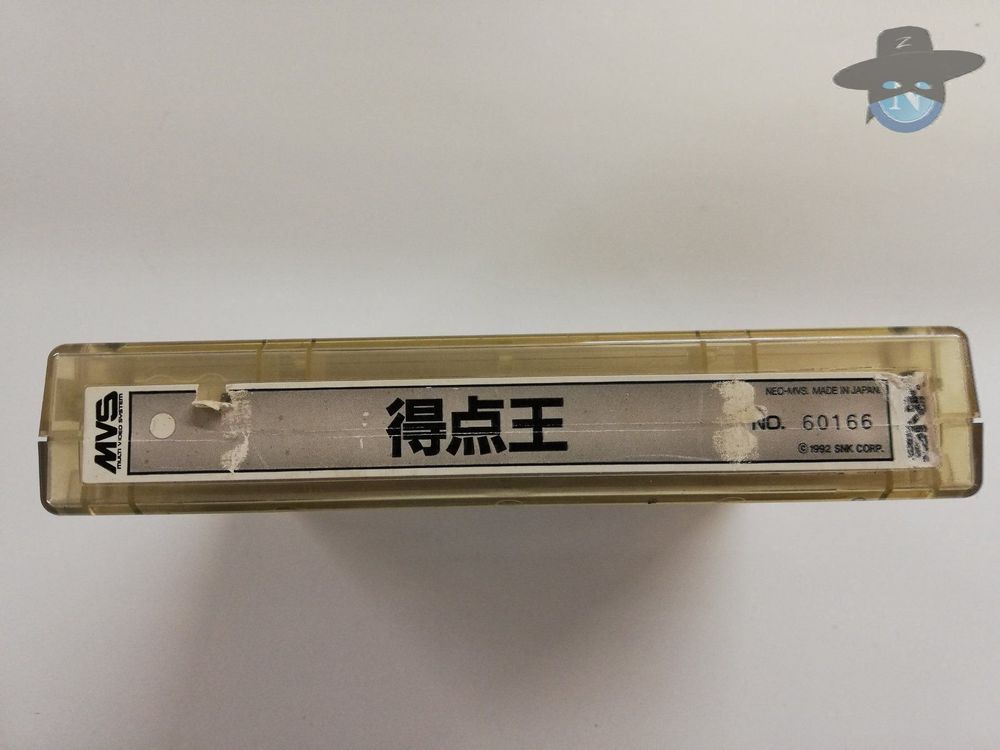 MVS
MULTI VIDEO SYSTEM
得点王
NEO-MVS. MADE IN JAPAN.
NO. 60166
©1992 SNK CORP.
Z
N